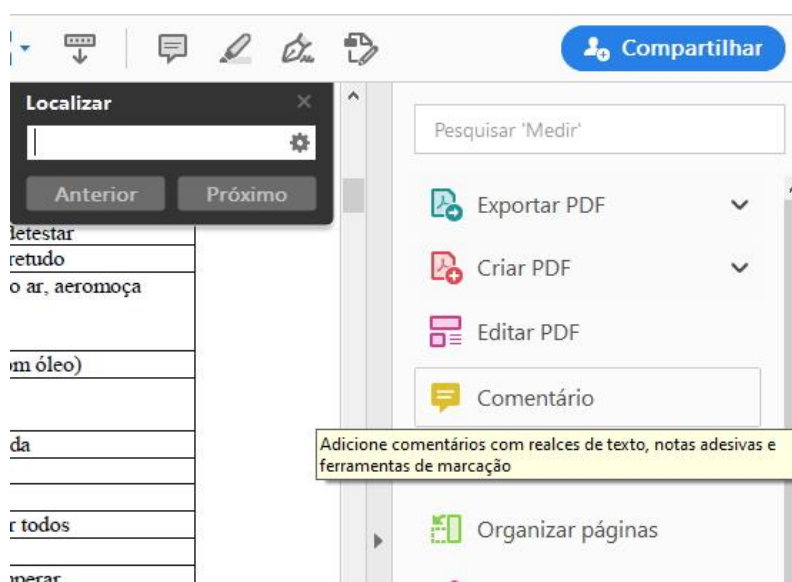 Compartilhar
Localizar
Anterior
Próximo
detestar
retudo
o ar, aeromoça
om óleo)
da
r todos
Pesquisar 'Medir'
Exportar PDF
Criar PDF
Editar PDF
Comentário
Adicione comentários com realces de texto, notas adesivas e
ferramentas de marcação
Organizar páginas